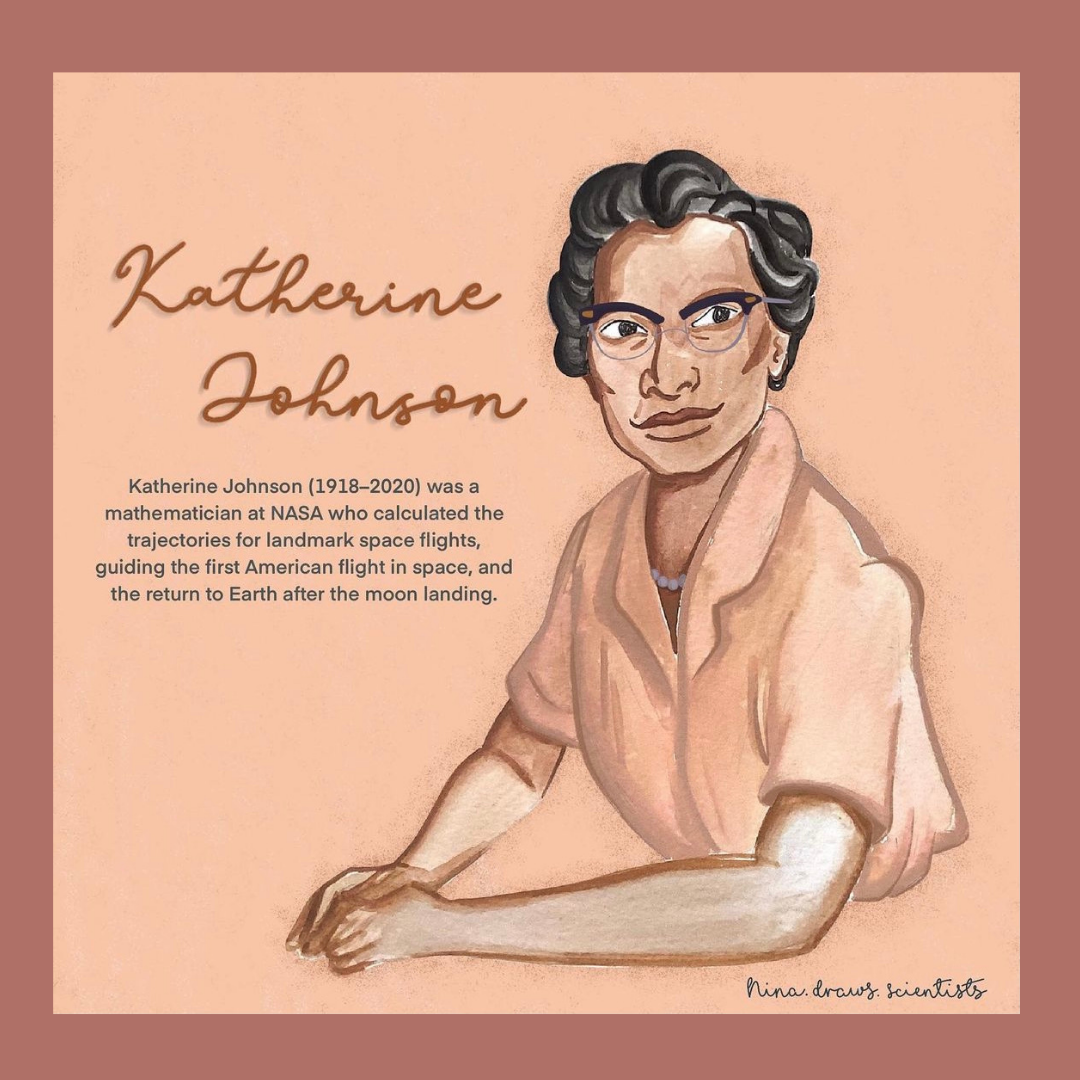 Katherine
Johnson
Katherine Johnson (1918–2020) was a
mathematician at NASA who calculated the
trajectories for landmark space flights,
guiding the first American flight in space, and
the return to Earth after the moon landing.
Nina.draws.scientists